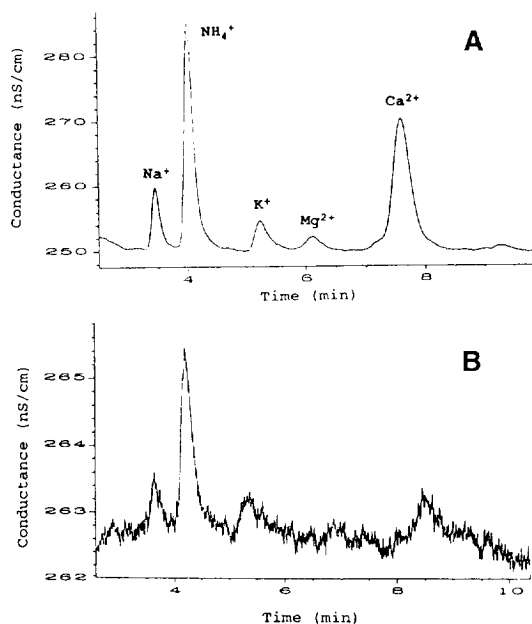 A
NH₄⁺
Ca²⁺
Na⁺
K⁺
Mg²⁺
Conductance (nS/cm)
280
270
260
250
4
6
8
Time (min)
B
Conductance (nS/cm)
265
264
263
262
4
6
8
10
Time (min)